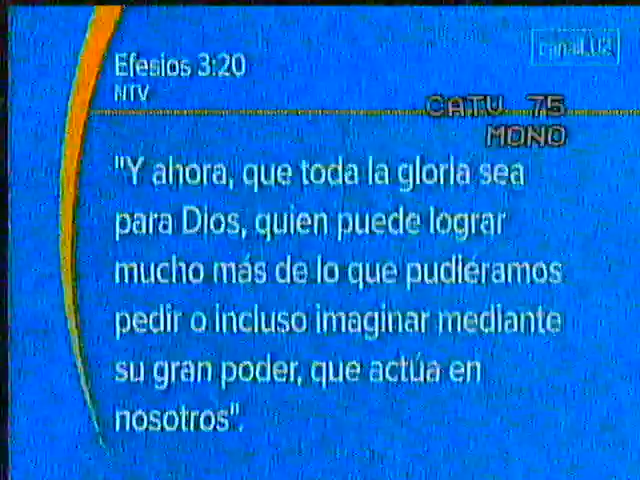 Efesios 3:20
NTV
CATV 75
MONO
"Y ahora, que toda la gloria sea
para Dios, quien puede lograr
mucho más de lo que pudiéramos
pedir o incluso imaginar mediante
su gran poder, que actúa en
nosotros".